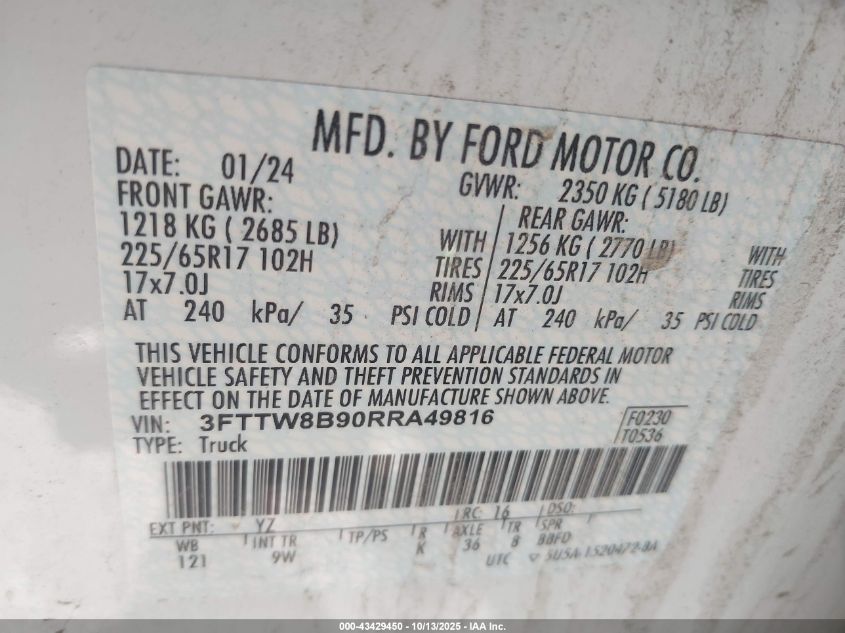 MFD. BY FORD MOTOR CO.
DATE: 01/24
GVWR: 2350 KG ( 5180 LB)
FRONT GAWR:
REAR GAWR:
1218 KG ( 2685 LB) WITH
1256 KG ( 2770 LB) WITH
225/65R17 102H TIRES
225/65R17 102H TIRES
17x7.0J RIMS
17x7.0J RIMS
AT 240 kPa/ 35 PSI COLD
AT 240 kPa/ 35 PSI COLD
THIS VEHICLE CONFORMS TO ALL APPLICABLE FEDERAL MOTOR
VEHICLE SAFETY AND THEFT PREVENTION STANDARDS IN
EFFECT ON THE DATE OF MANUFACTURE SHOWN ABOVE.
VIN: 3FTTW8B90RRA49816
F0230
TYPE: Truck
T0536
EXT PNT: YZ RC: 16 DSO:
WB INT TR TP/PS R AXLE TR SPR
121 9W K 36 8 BBFD
UTC
000-43429450 | 10/13/2025 - IAA Inc.